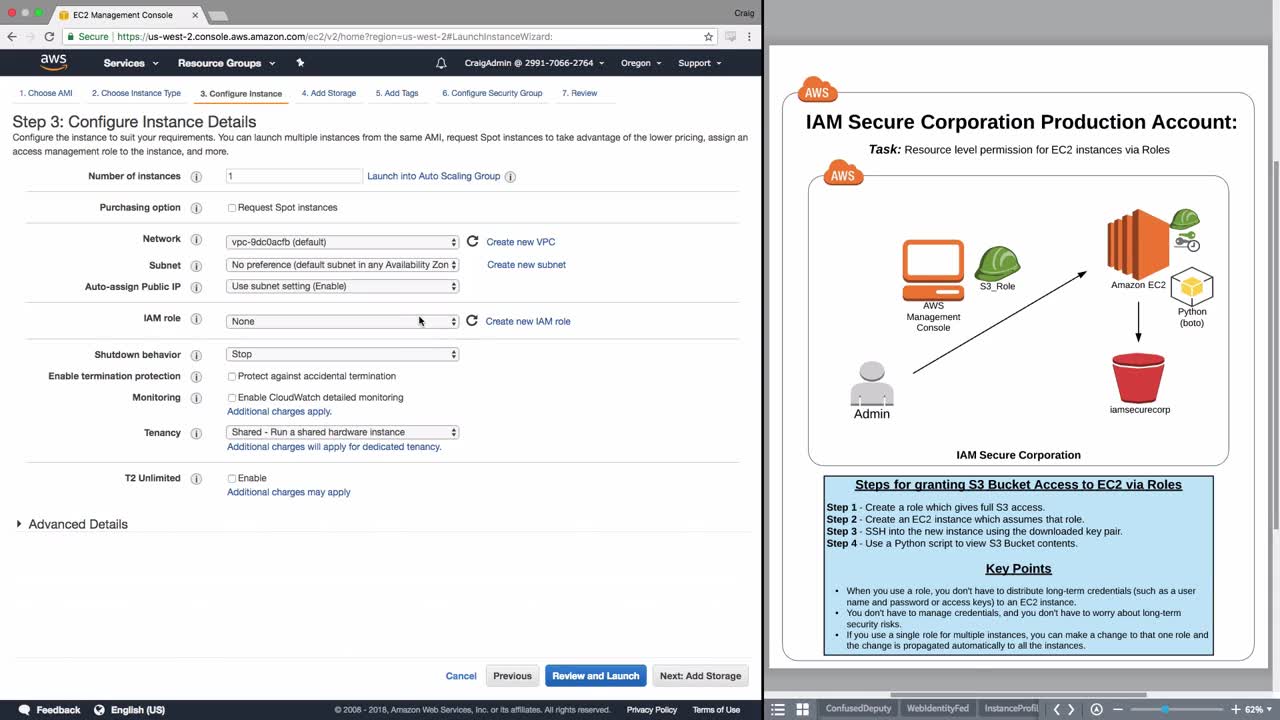 EC2 Management Console
Craig
Secure | https://us-west-2.console.aws.amazon.com/ec2/v2/home?region=us-west-2#LaunchInstanceWizard:
aws
Services
Resource Groups
CraigAdmin @ 2991-7066-2764
Oregon
Support
1. Choose AMI
2. Choose Instance Type
3. Configure Instance
4. Add Storage
5. Add Tags
6. Configure Security Group
7. Review
Step 3: Configure Instance Details
Configure the instance to suit your requirements. You can launch multiple instances from the same AMI, request Spot instances to take advantage of the lower pricing, assign an
access management role to the instance, and more.
Number of instances
1
Launch into Auto Scaling Group
Purchasing option
Request Spot instances
Network
vpc-9dc0acfb (default)
Create new VPC
Subnet
No preference (default subnet in any Availability Zon
Create new subnet
Auto-assign Public IP
Use subnet setting (Enable)
IAM role
None
Create new IAM role
Shutdown behavior
Stop
Enable termination protection
Protect against accidental termination
Monitoring
Enable CloudWatch detailed monitoring
Additional charges apply.
Tenancy
Shared - Run a shared hardware instance
Additional charges will apply for dedicated tenancy.
T2 Unlimited
Enable
Additional charges may apply
Advanced Details
Cancel
Previous
Review and Launch
Next: Add Storage
Feedback
English (US)
© 2008 - 2018, Amazon Web Services, Inc. or its affiliates. All rights reserved.
Privacy Policy
Terms of Use
AWS
IAM Secure Corporation Production Account:
Task: Resource level permission for EC2 instances via Roles
AWS
S3_Role
AWS
Management
Console
Amazon EC2
Python
(boto)
Admin
iamsecurecorp
IAM Secure Corporation
Steps for granting S3 Bucket Access to EC2 via Roles
Step 1 - Create a role which gives full S3 access.
Step 2 - Create an EC2 instance which assumes that role.
Step 3 - SSH into the new instance using the downloaded key pair.
Step 4 - Use a Python script to view S3 Bucket contents.
Key Points
• When you use a role, you don't have to distribute long-term credentials (such as a user
name and password or access keys) to an EC2 instance.
• You don't have to manage credentials, and you don't have to worry about long-term
security risks.
• If you use a single role for multiple instances, you can make a change to that one role and
the change is propagated automatically to all the instances.
ConfusedDeputy
WebIdentityFed
InstanceProfil
62%